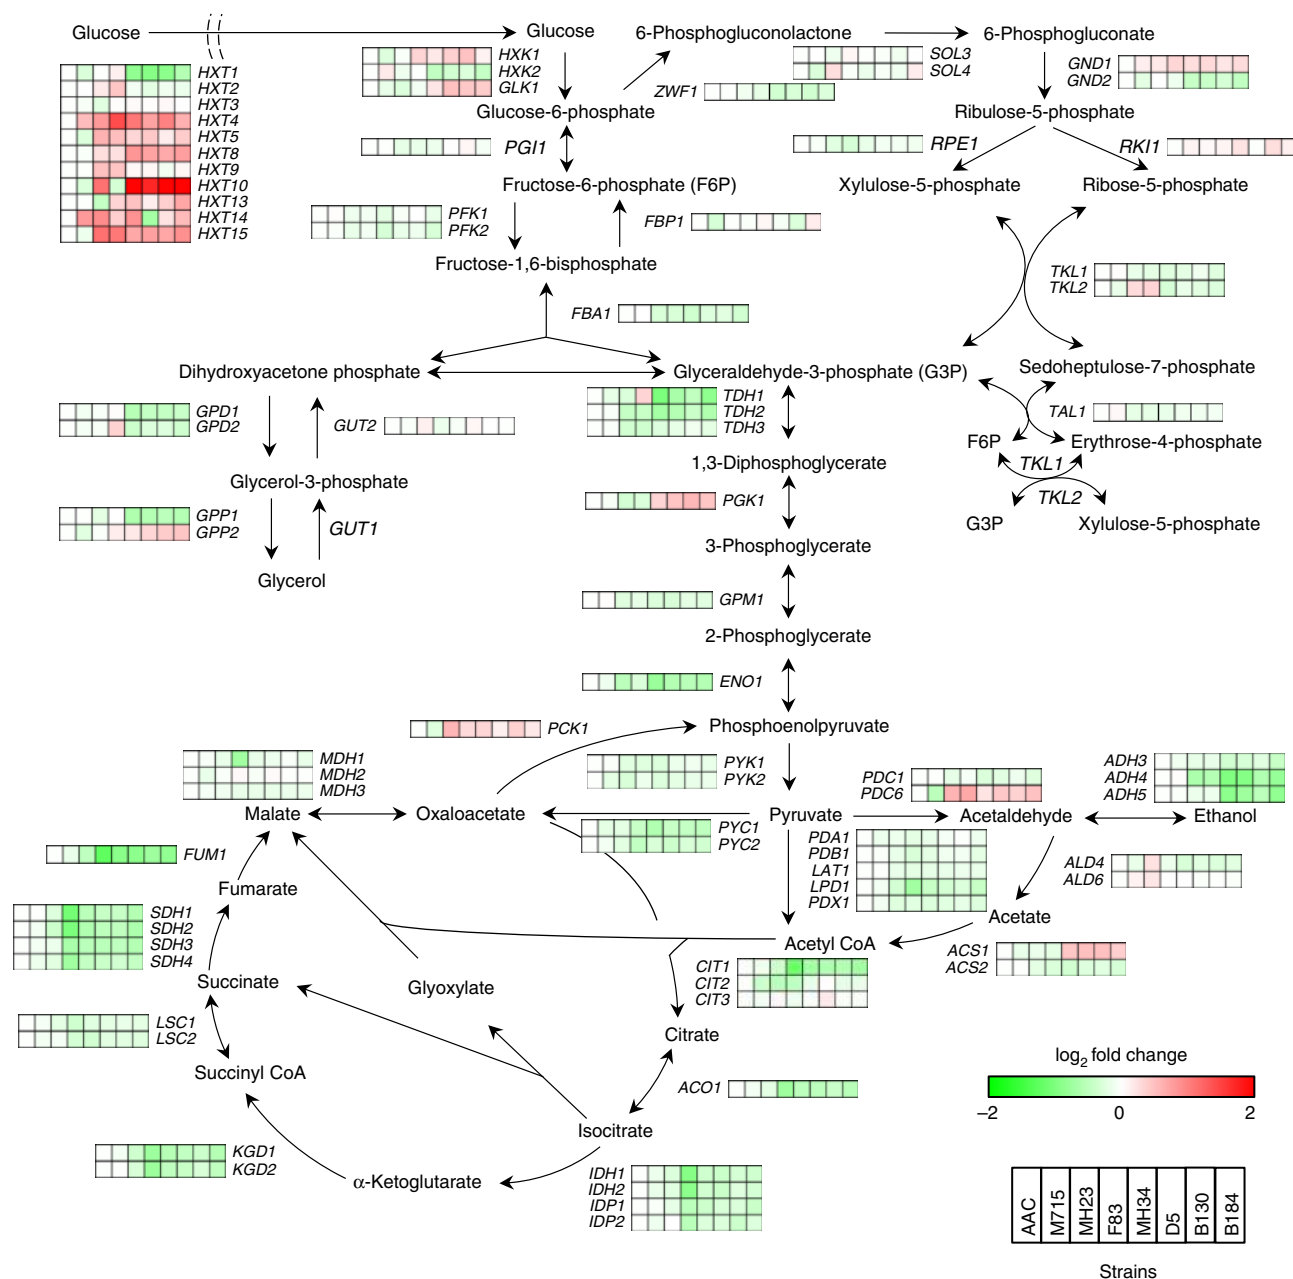 Glucose
Glucose
6-Phosphogluconolactone
6-Phosphogluconate
HXT1
HXT2
HXT3
HXT4
HXT5
HXT8
HXT9
HXT10
HXT13
HXT14
HXT15
HXK1
HXK2
GLK1
SOL3
SOL4
GND1
GND2
ZWF1
Glucose-6-phosphate
Ribulose-5-phosphate
PGI1
RPE1
RKI1
Fructose-6-phosphate (F6P)
Xylulose-5-phosphate
Ribose-5-phosphate
PFK1
PFK2
FBP1
Fructose-1,6-bisphosphate
TKL1
TKL2
FBA1
Dihydroxyacetone phosphate
Glyceraldehyde-3-phosphate (G3P)
Sedoheptulose-7-phosphate
GPD1
GPD2
GUT2
TDH1
TDH2
TDH3
TAL1
F6P
Erythrose-4-phosphate
1,3-Diphosphoglycerate
TKL1
TKL2
Glycerol-3-phosphate
PGK1
GPP1
GPP2
GUT1
G3P
Xylulose-5-phosphate
3-Phosphoglycerate
Glycerol
GPM1
2-Phosphoglycerate
ENO1
PCK1
Phosphoenolpyruvate
MDH1
MDH2
MDH3
PYK1
PYK2
PDC1
PDC6
ADH3
ADH4
ADH5
Malate
Oxaloacetate
Pyruvate
Acetaldehyde
Ethanol
PYC1
PYC2
PDA1
PDB1
LAT1
LPD1
PDX1
ALD4
ALD6
FUM1
Fumarate
Acetate
SDH1
SDH2
SDH3
SDH4
Acetyl CoA
ACS1
ACS2
CIT1
CIT2
CIT3
Succinate
Glyoxylate
LSC1
LSC2
Citrate
Succinyl CoA
ACO1
log2 fold change
–2
0
2
Isocitrate
KGD1
KGD2
α-Ketoglutarate
IDH1
IDH2
IDP1
IDP2
AAC
M715
MH23
F83
MH34
D5
B130
B184
Strains